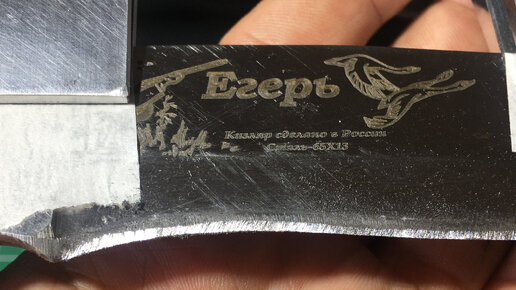 Егерь
Кизляр сделано в России
Сталь-65Х13